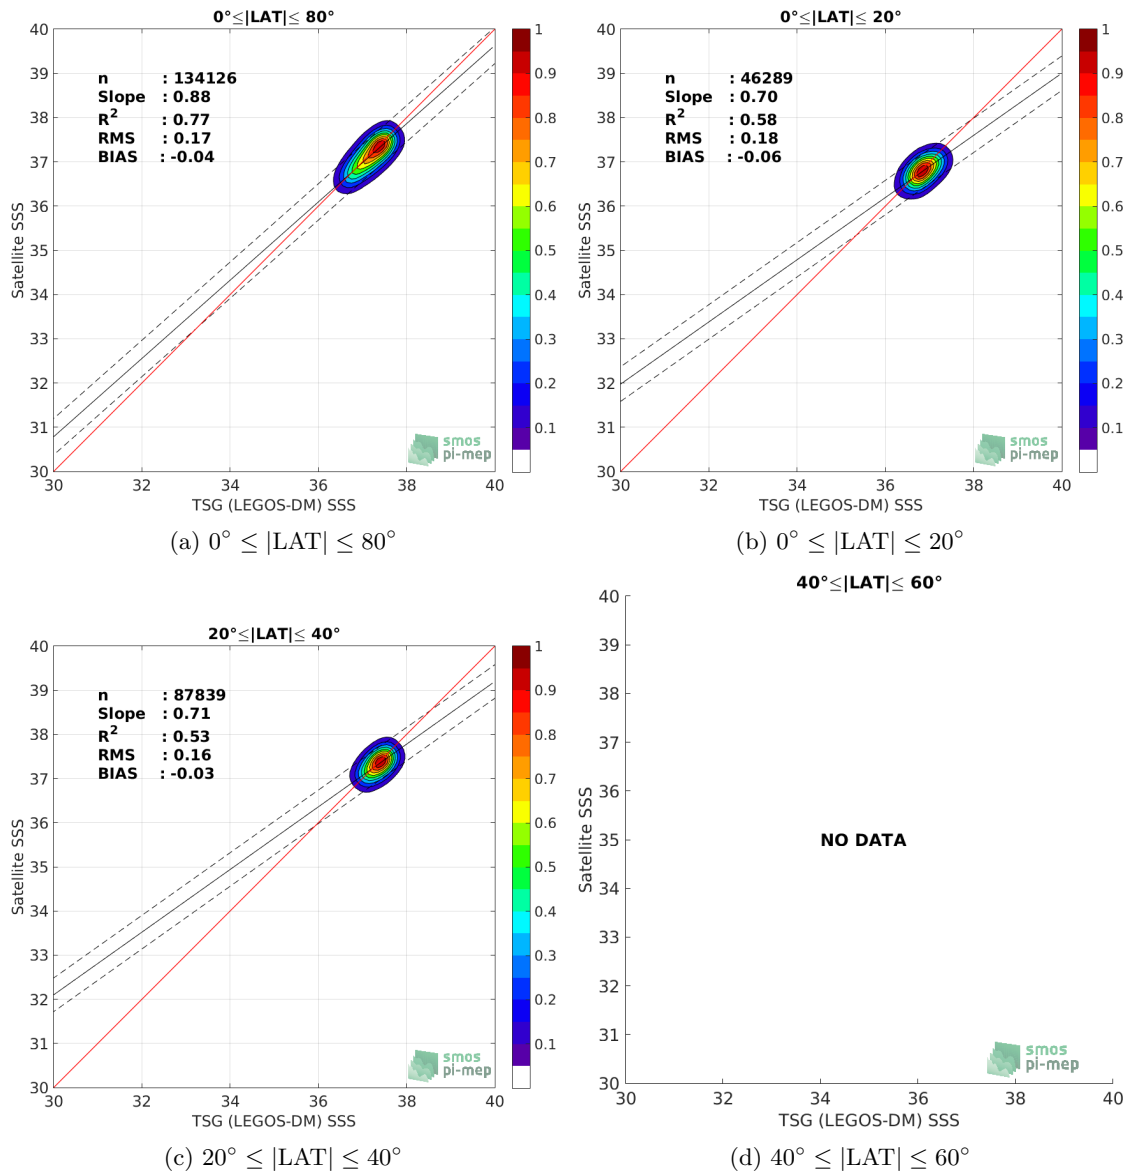 0°≤|LAT|≤ 80°
40
39
38
37
36
35
34
33
32
31
30
Satellite SSS
n : 134126
Slope : 0.88
R2 : 0.77
RMS : 0.17
BIAS : -0.04
smos
pi-mep
30 32 34 36 38 40
TSG (LEGOS-DM) SSS
1
0.9
0.8
0.7
0.6
0.5
0.4
0.3
0.2
0.1
(a) 0° ≤ |LAT| ≤ 80°
0°≤|LAT|≤ 20°
40
39
38
37
36
35
34
33
32
31
30
Satellite SSS
n : 46289
Slope : 0.70
R2 : 0.58
RMS : 0.18
BIAS : -0.06
smos
pi-mep
30 32 34 36 38 40
TSG (LEGOS-DM) SSS
1
0.9
0.8
0.7
0.6
0.5
0.4
0.3
0.2
0.1
(b) 0° ≤ |LAT| ≤ 20°
20°≤|LAT|≤ 40°
40
39
38
37
36
35
34
33
32
31
30
Satellite SSS
n : 87839
Slope : 0.71
R2 : 0.53
RMS : 0.16
BIAS : -0.03
smos
pi-mep
30 32 34 36 38 40
TSG (LEGOS-DM) SSS
1
0.9
0.8
0.7
0.6
0.5
0.4
0.3
0.2
0.1
(c) 20° ≤ |LAT| ≤ 40°
40°≤|LAT|≤ 60°
40
39
38
37
36
35
34
33
32
31
30
Satellite SSS
NO DATA
smos
pi-mep
30 32 34 36 38 40
TSG (LEGOS-DM) SSS
(d) 40° ≤ |LAT| ≤ 60°